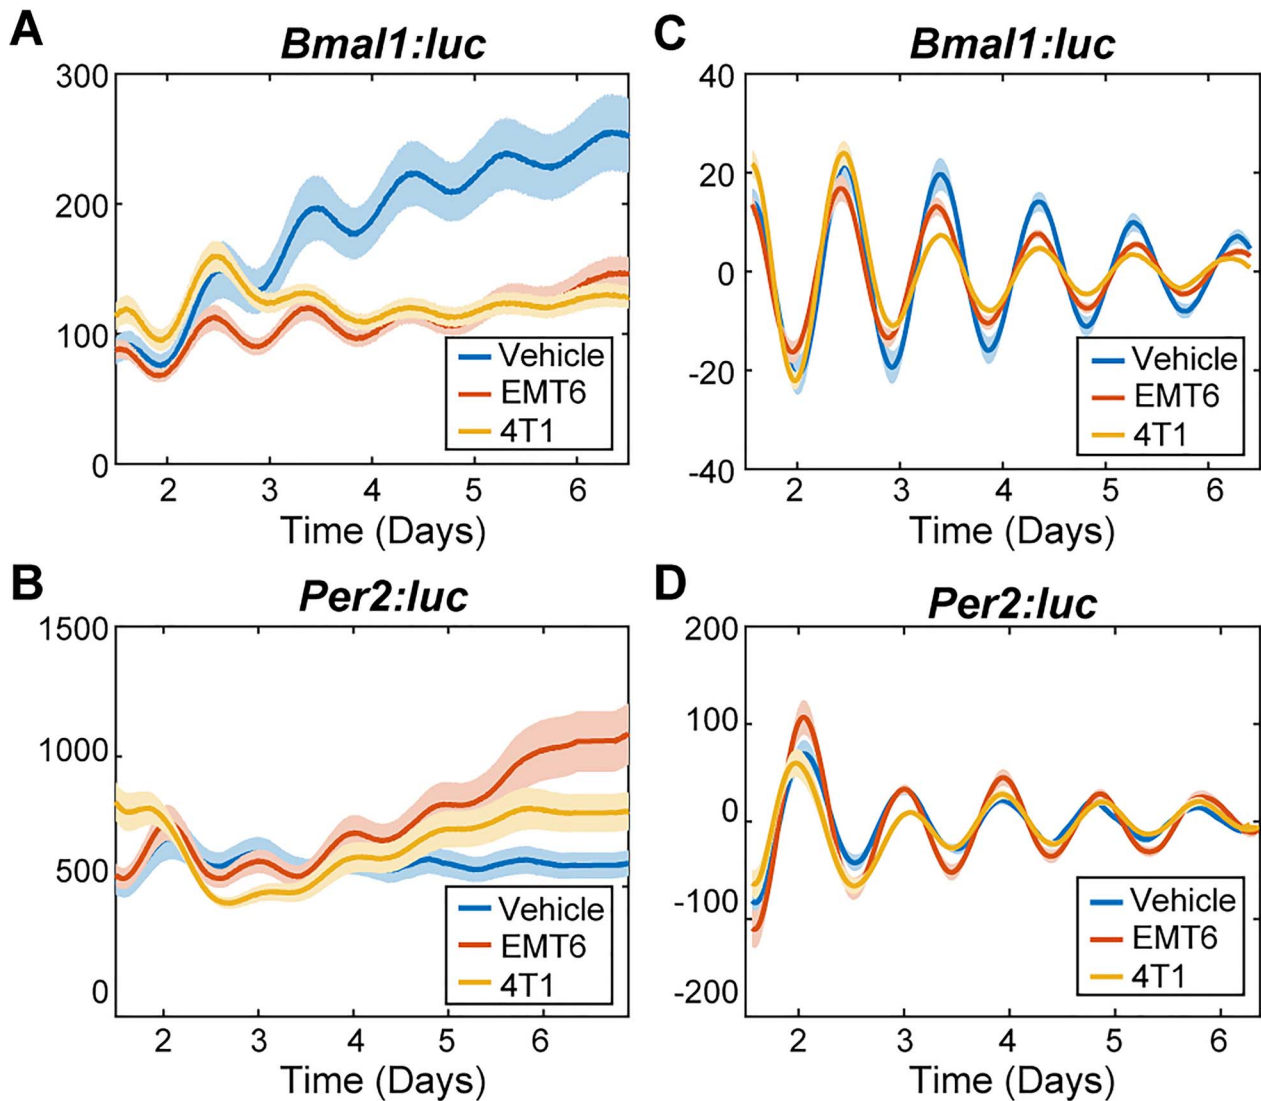 A
Bmal1:luc
300
200
100
0
2 3 4 5 6
Time (Days)
Vehicle
EMT6
4T1
C
Bmal1:luc
40
20
0
-20
-40
2 3 4 5 6
Time (Days)
Vehicle
EMT6
4T1
B
Per2:luc
1500
1000
500
0
2 3 4 5 6
Time (Days)
Vehicle
EMT6
4T1
D
Per2:luc
200
100
0
-100
-200
2 3 4 5 6
Time (Days)
Vehicle
EMT6
4T1